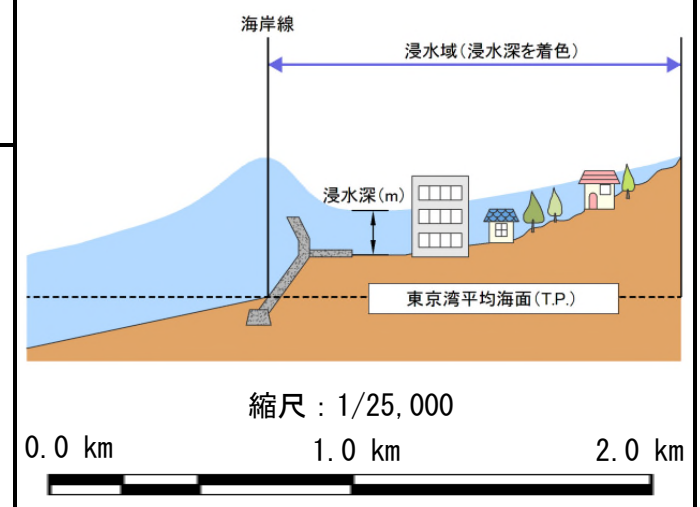 海岸線
浸水域(浸水深を着色)
浸水深(m)
東京湾平均海面(T.P.)
縮尺：1/25,000
0.0 km 1.0 km 2.0 km